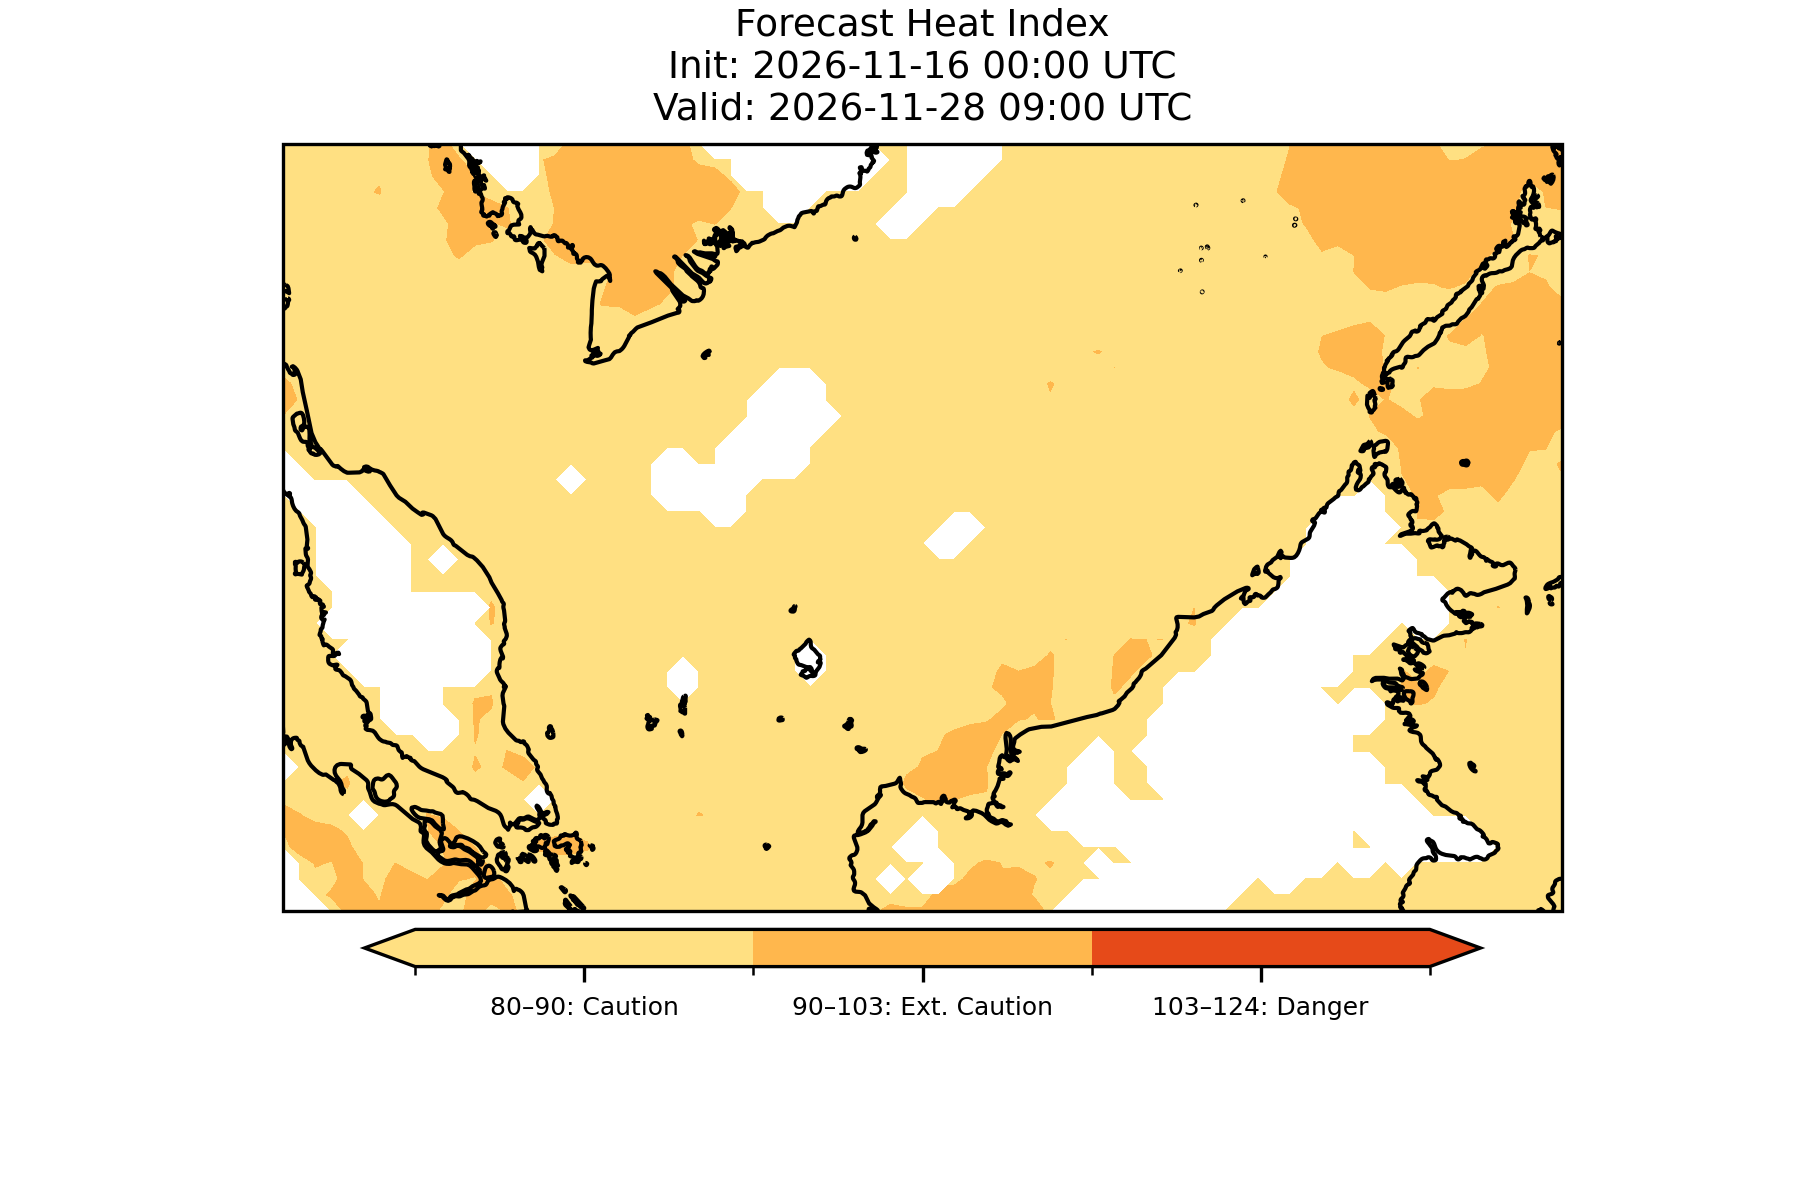 Forecast Heat Index
Init: 2026-11-16 00:00 UTC
Valid: 2026-11-28 09:00 UTC
80–90: Caution
90–103: Ext. Caution
103–124: Danger